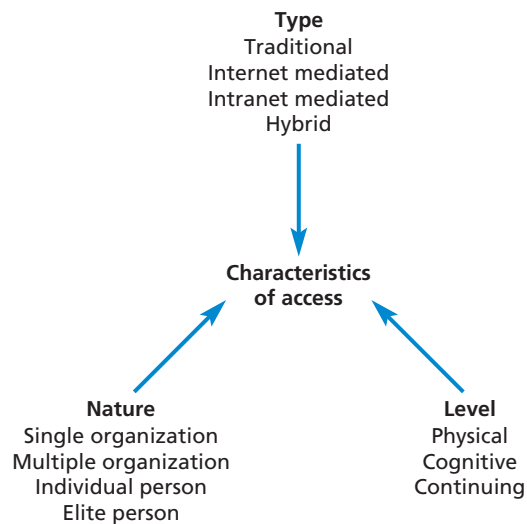 Type
Traditional
Internet mediated
Intranet mediated
Hybrid
Characteristics
of access
Nature
Single organization
Multiple organization
Individual person
Elite person
Level
Physical
Cognitive
Continuing